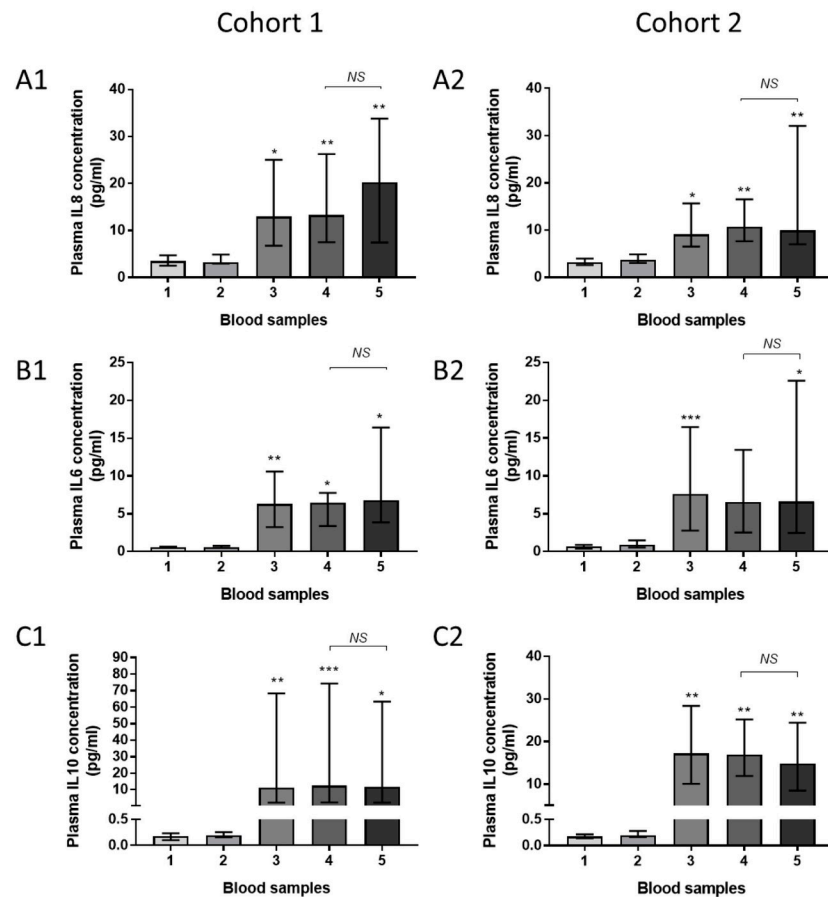 Cohort 1
Cohort 2
A1
Plasma IL8 concentration
(pg/ml)
40
30
20
10
0
NS
*
**
**
1 2 3 4 5
Blood samples
A2
Plasma IL8 concentration
(pg/ml)
40
30
20
10
0
NS
*
**
**
1 2 3 4 5
Blood samples
B1
Plasma IL6 concentration
(pg/ml)
25
20
15
10
5
0
NS
**
*
*
1 2 3 4 5
Blood samples
B2
Plasma IL6 concentration
(pg/ml)
25
20
15
10
5
0
NS
***
*
1 2 3 4 5
Blood samples
C1
Plasma IL10 concentration
(pg/ml)
90
80
70
60
50
40
30
20
10
0.5
0.0
NS
**
***
*
1 2 3 4 5
Blood samples
C2
Plasma IL10 concentration
(pg/ml)
40
30
20
10
0.5
0.0
NS
**
**
**
1 2 3 4 5
Blood samples